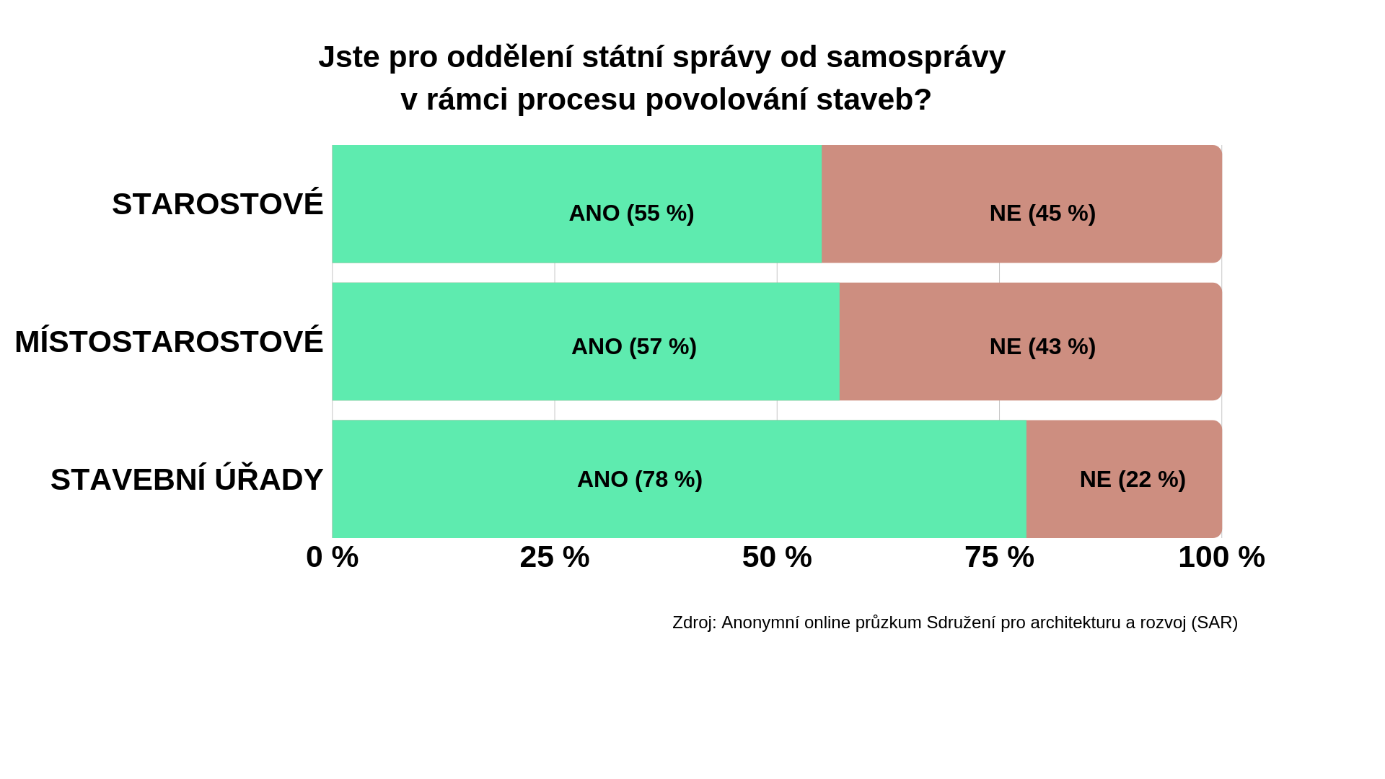 Jste pro oddělení státní správy od samosprávy
v rámci procesu povolování staveb?
STAROSTOVÉ
ANO (55 %)
NE (45 %)
MÍSTOSTAROSTOVÉ
ANO (57 %)
NE (43 %)
STAVEBNÍ ÚŘADY
ANO (78 %)
NE (22 %)
0 % 25 % 50 % 75 % 100 %
Zdroj: Anonymní online průzkum Sdružení pro architekturu a rozvoj (SAR)